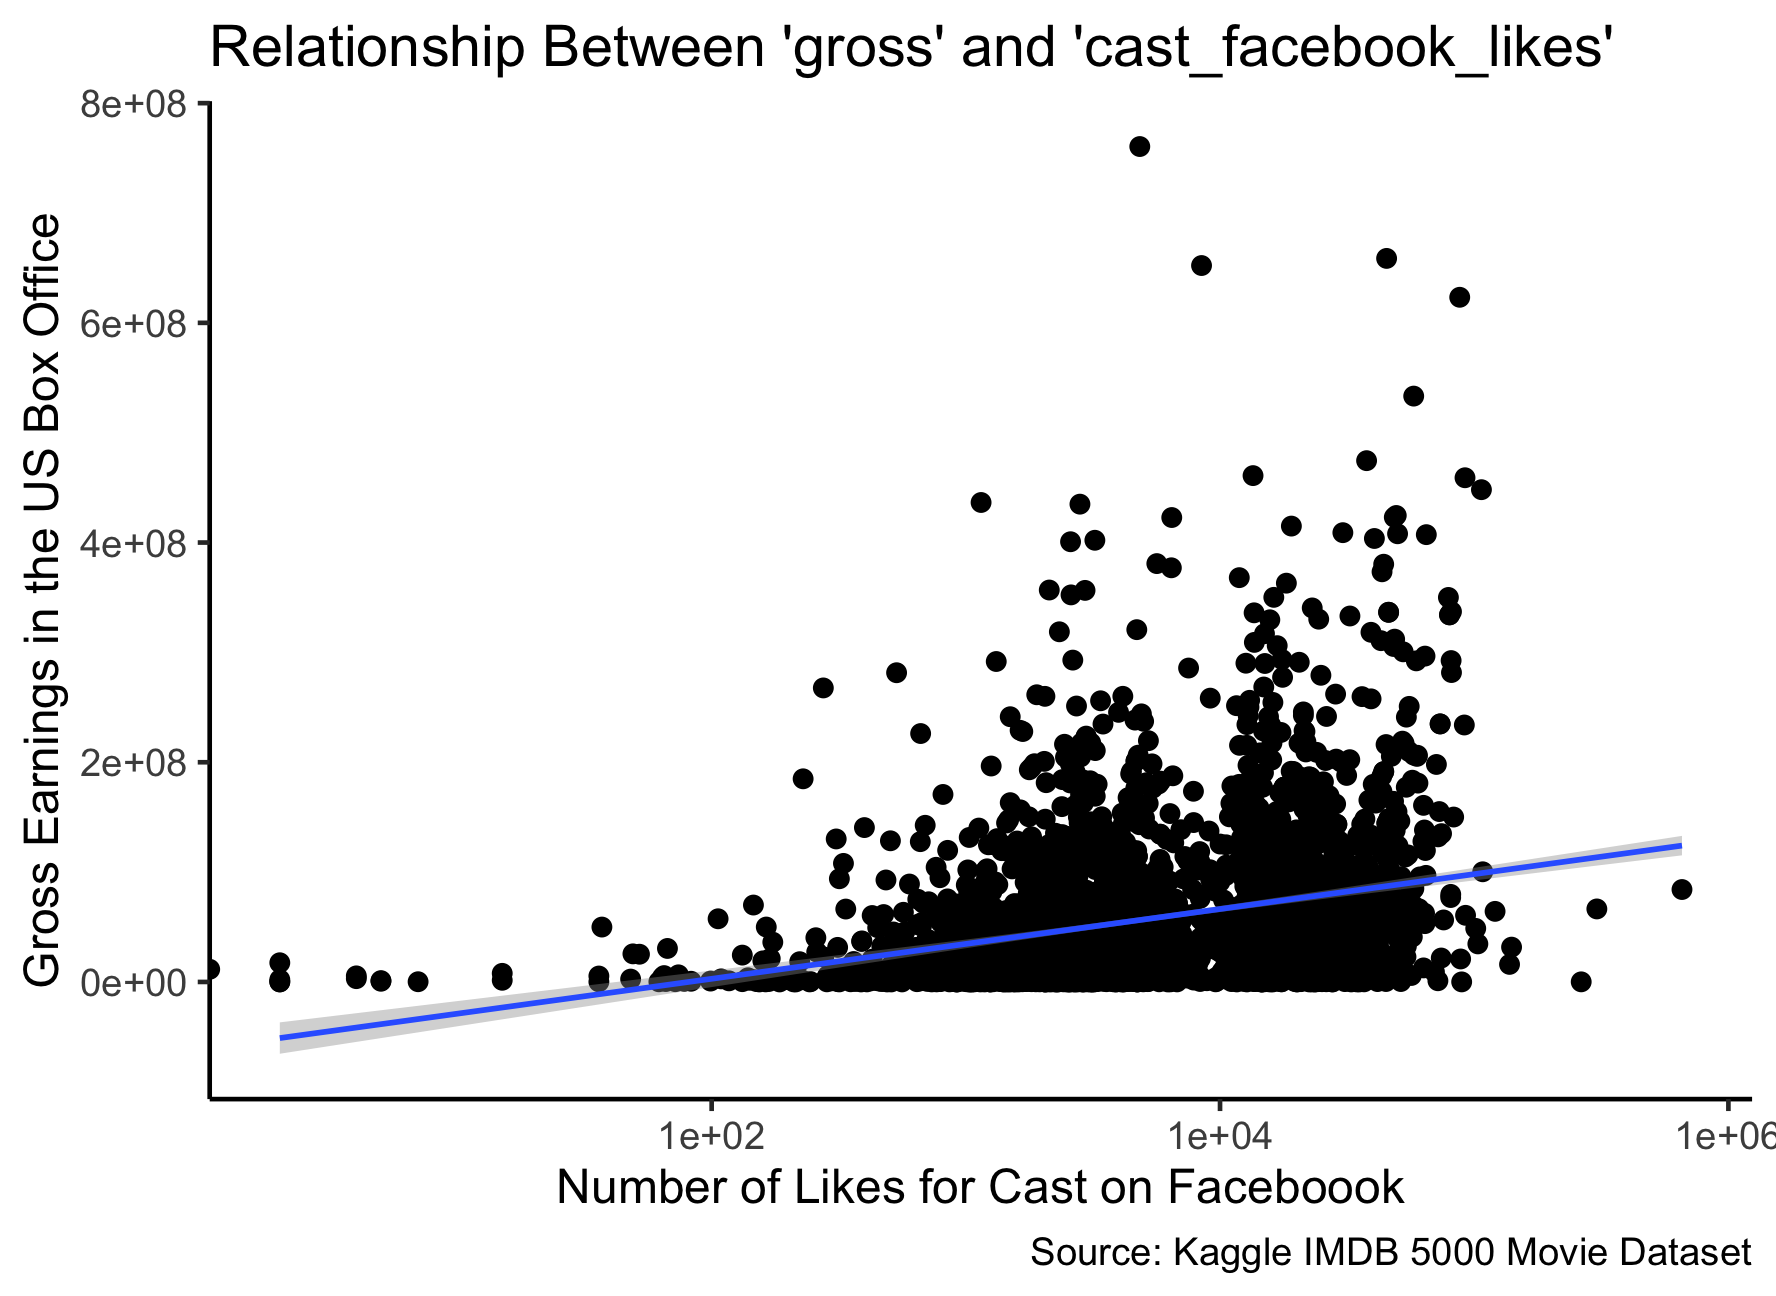 Relationship Between 'gross' and 'cast_facebook_likes'
Gross Earnings in the US Box Office
8e+08
6e+08
4e+08
2e+08
0e+00
1e+02
1e+04
1e+06
Number of Likes for Cast on Faceboook
Source: Kaggle IMDB 5000 Movie Dataset